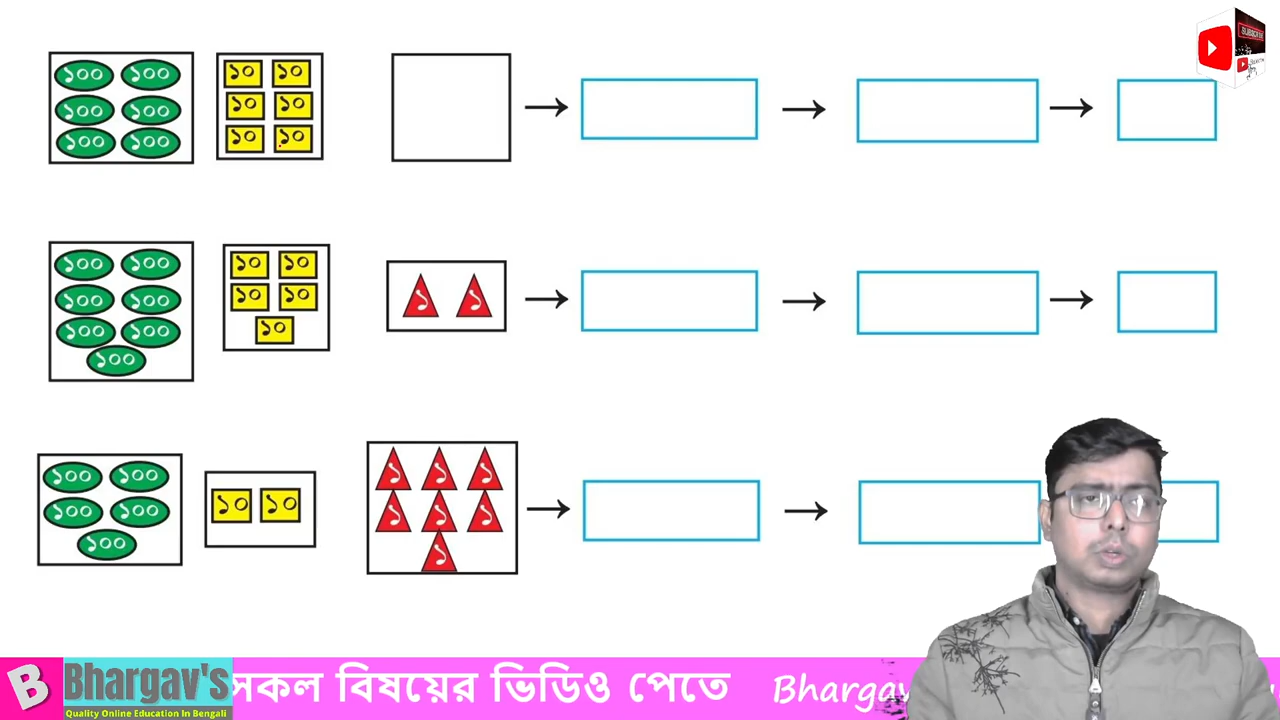 ১০০ ১০০ ১০ ১০
১০০ ১০০ ১০ ১০
১০০ ১০০ ১০ ১০
১০০ ১০০ ১০ ১০
১০০ ১০০ ১০ ১০ ১ ১
১০০ ১০০ ১০
১০০
১০০ ১০০ ১ ১ ১
১০০ ১০০ ১০ ১০ ১ ১ ১
১০০ ১
SUBSCRIBE
B Bhargav's সকল বিষয়ের ভিডিও পেতে
Quality Online Education In Bengali